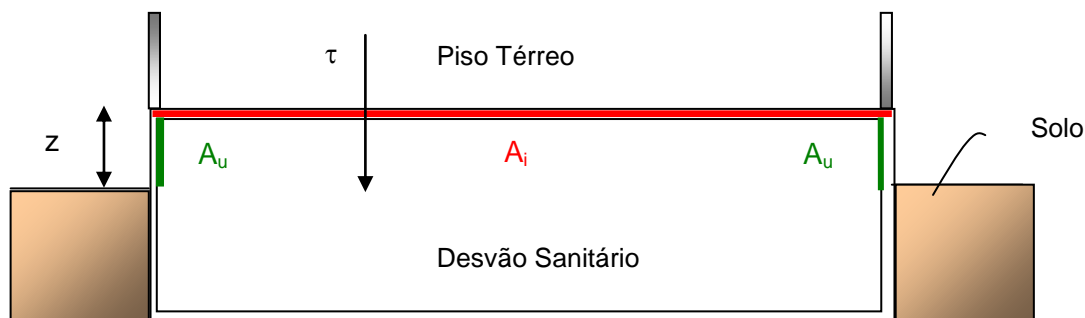 τ
Piso Térreo
z
Solo
Aᵤ
Aᵢ
Aᵤ
Desvão Sanitário